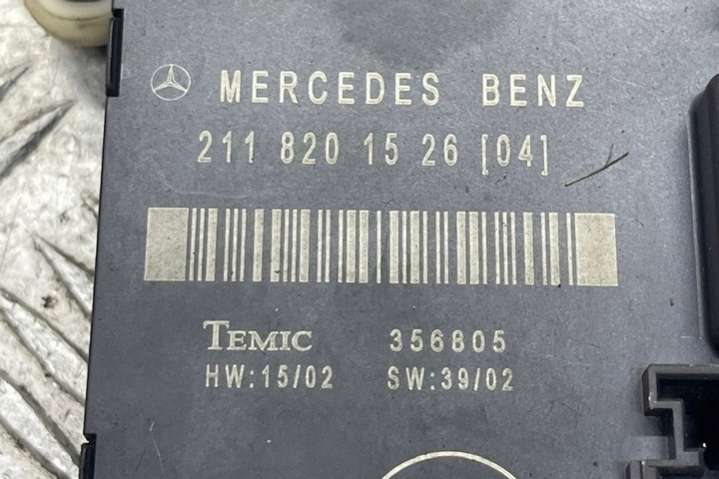 MERCEDES BENZ
211 820 15 26 [04]
TEMIC 356805
HW:15/02 SW:39/02